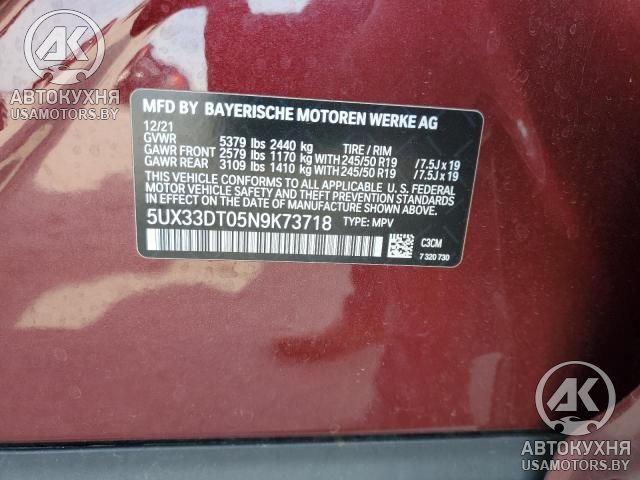 AK
АВТОКУХНЯ
USAMOTORS.BY
MFD BY BAYERISCHE MOTOREN WERKE AG
12/21
GVWR 5379 lbs 2440 kg TIRE / RIM
GAWR FRONT 2579 lbs 1170 kg WITH 245/50 R19 /7.5J x 19
GAWR REAR 3109 lbs 1410 kg WITH 245/50 R19 /7.5J x 19
THIS VEHICLE CONFORMS TO ALL APPLICABLE U. S. FEDERAL
MOTOR VEHICLE SAFETY BUMPER AND THEFT PREVENTION
STANDARDS IN EFFECT ON THE DATE OF MANUFACTURE
SHOWN ABOVE.
5UX33DT05N9K73718 TYPE: MPV
C3CM
7 320 730
AK
АВТОКУХНЯ
USAMOTORS.BY